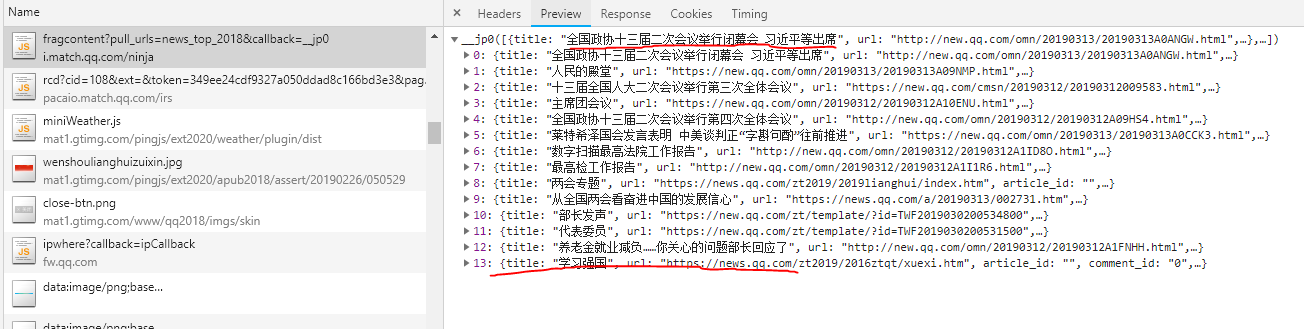 Name
fragcontent?pull_urls=news_top_2018&callback=__jp0
i.match.qq.com/ninja
rcd?cid=108&ext=&token=349ee24cdf9327a050ddad8c166bd3e3&pag...
pacaio.match.qq.com/irs
miniWeather.js
mat1.gtimg.com/pingjs/ext2020/weather/plugin/dist
wenshoulianghuizuixin.jpg
mat1.gtimg.com/pingjs/ext2020/apub2018/assert/20190226/050529
close-btn.png
mat1.gtimg.com/www/qq2018/imgs/skin
ipwhere?callback=ipCallback
fw.qq.com
data:image/png;base...
data:image/png;base
× Headers Preview Response Cookies Timing
__jp0([{title: "全国政协十三届二次会议举行闭幕会 习近平等出席", url: "http://new.qq.com/omn/20190313/20190313A0ANGW.html",…},…])
0: {title: "全国政协十三届二次会议举行闭幕会 习近平等出席", url: "http://new.qq.com/omn/20190313/20190313A0ANGW.html",…}
1: {title: "人民的殿堂", url: "https://new.qq.com/omn/20190313/20190313A09NMP.html",…}
2: {title: "十三届全国人大二次会议举行第三次全体会议", url: "https://new.qq.com/cmsn/20190312/20190312009583.html",…}
3: {title: "主席团会议", url: "https://new.qq.com/omn/20190312/20190312A10ENU.html",…}
4: {title: "全国政协十三届二次会议举行第四次全体会议", url: "http://new.qq.com/omn/20190312/20190312A09HS4.html",…}
5: {title: "莱特希泽国会发言表明 中美谈判正“字斟句酌”往前推进", url: "https://new.qq.com/omn/20190313/20190313A0CCK3.html",…}
6: {title: "数字扫描最高法院工作报告", url: "http://new.qq.com/omn/20190312/20190312A1ID8O.html",…}
7: {title: "最高检工作报告", url: "http://new.qq.com/omn/20190312/20190312A1I1R6.html",…}
8: {title: "两会专题", url: "https://news.qq.com/zt2019/2019lianghui/index.htm", article_id: "",…}
9: {title: "从全国两会看奋进中国的发展信心", url: "https://news.qq.com/a/20190313/002731.htm",…}
10: {title: "部长发声", url: "https://news.qq.com/zt/template/?id=TWF2019030200534800",…}
11: {title: "代表委员", url: "https://news.qq.com/zt/template/?id=TWF2019030200531500",…}
12: {title: "养老金就业减负……你关心的问题部长回应了", url: "http://new.qq.com/omn/20190312/20190312A1FNHH.html",…}
13: {title: "学习强国", url: "https://news.qq.com/zt2019/2016ztqt/xuexi.htm", article_id: "", comment_id: "0",…}